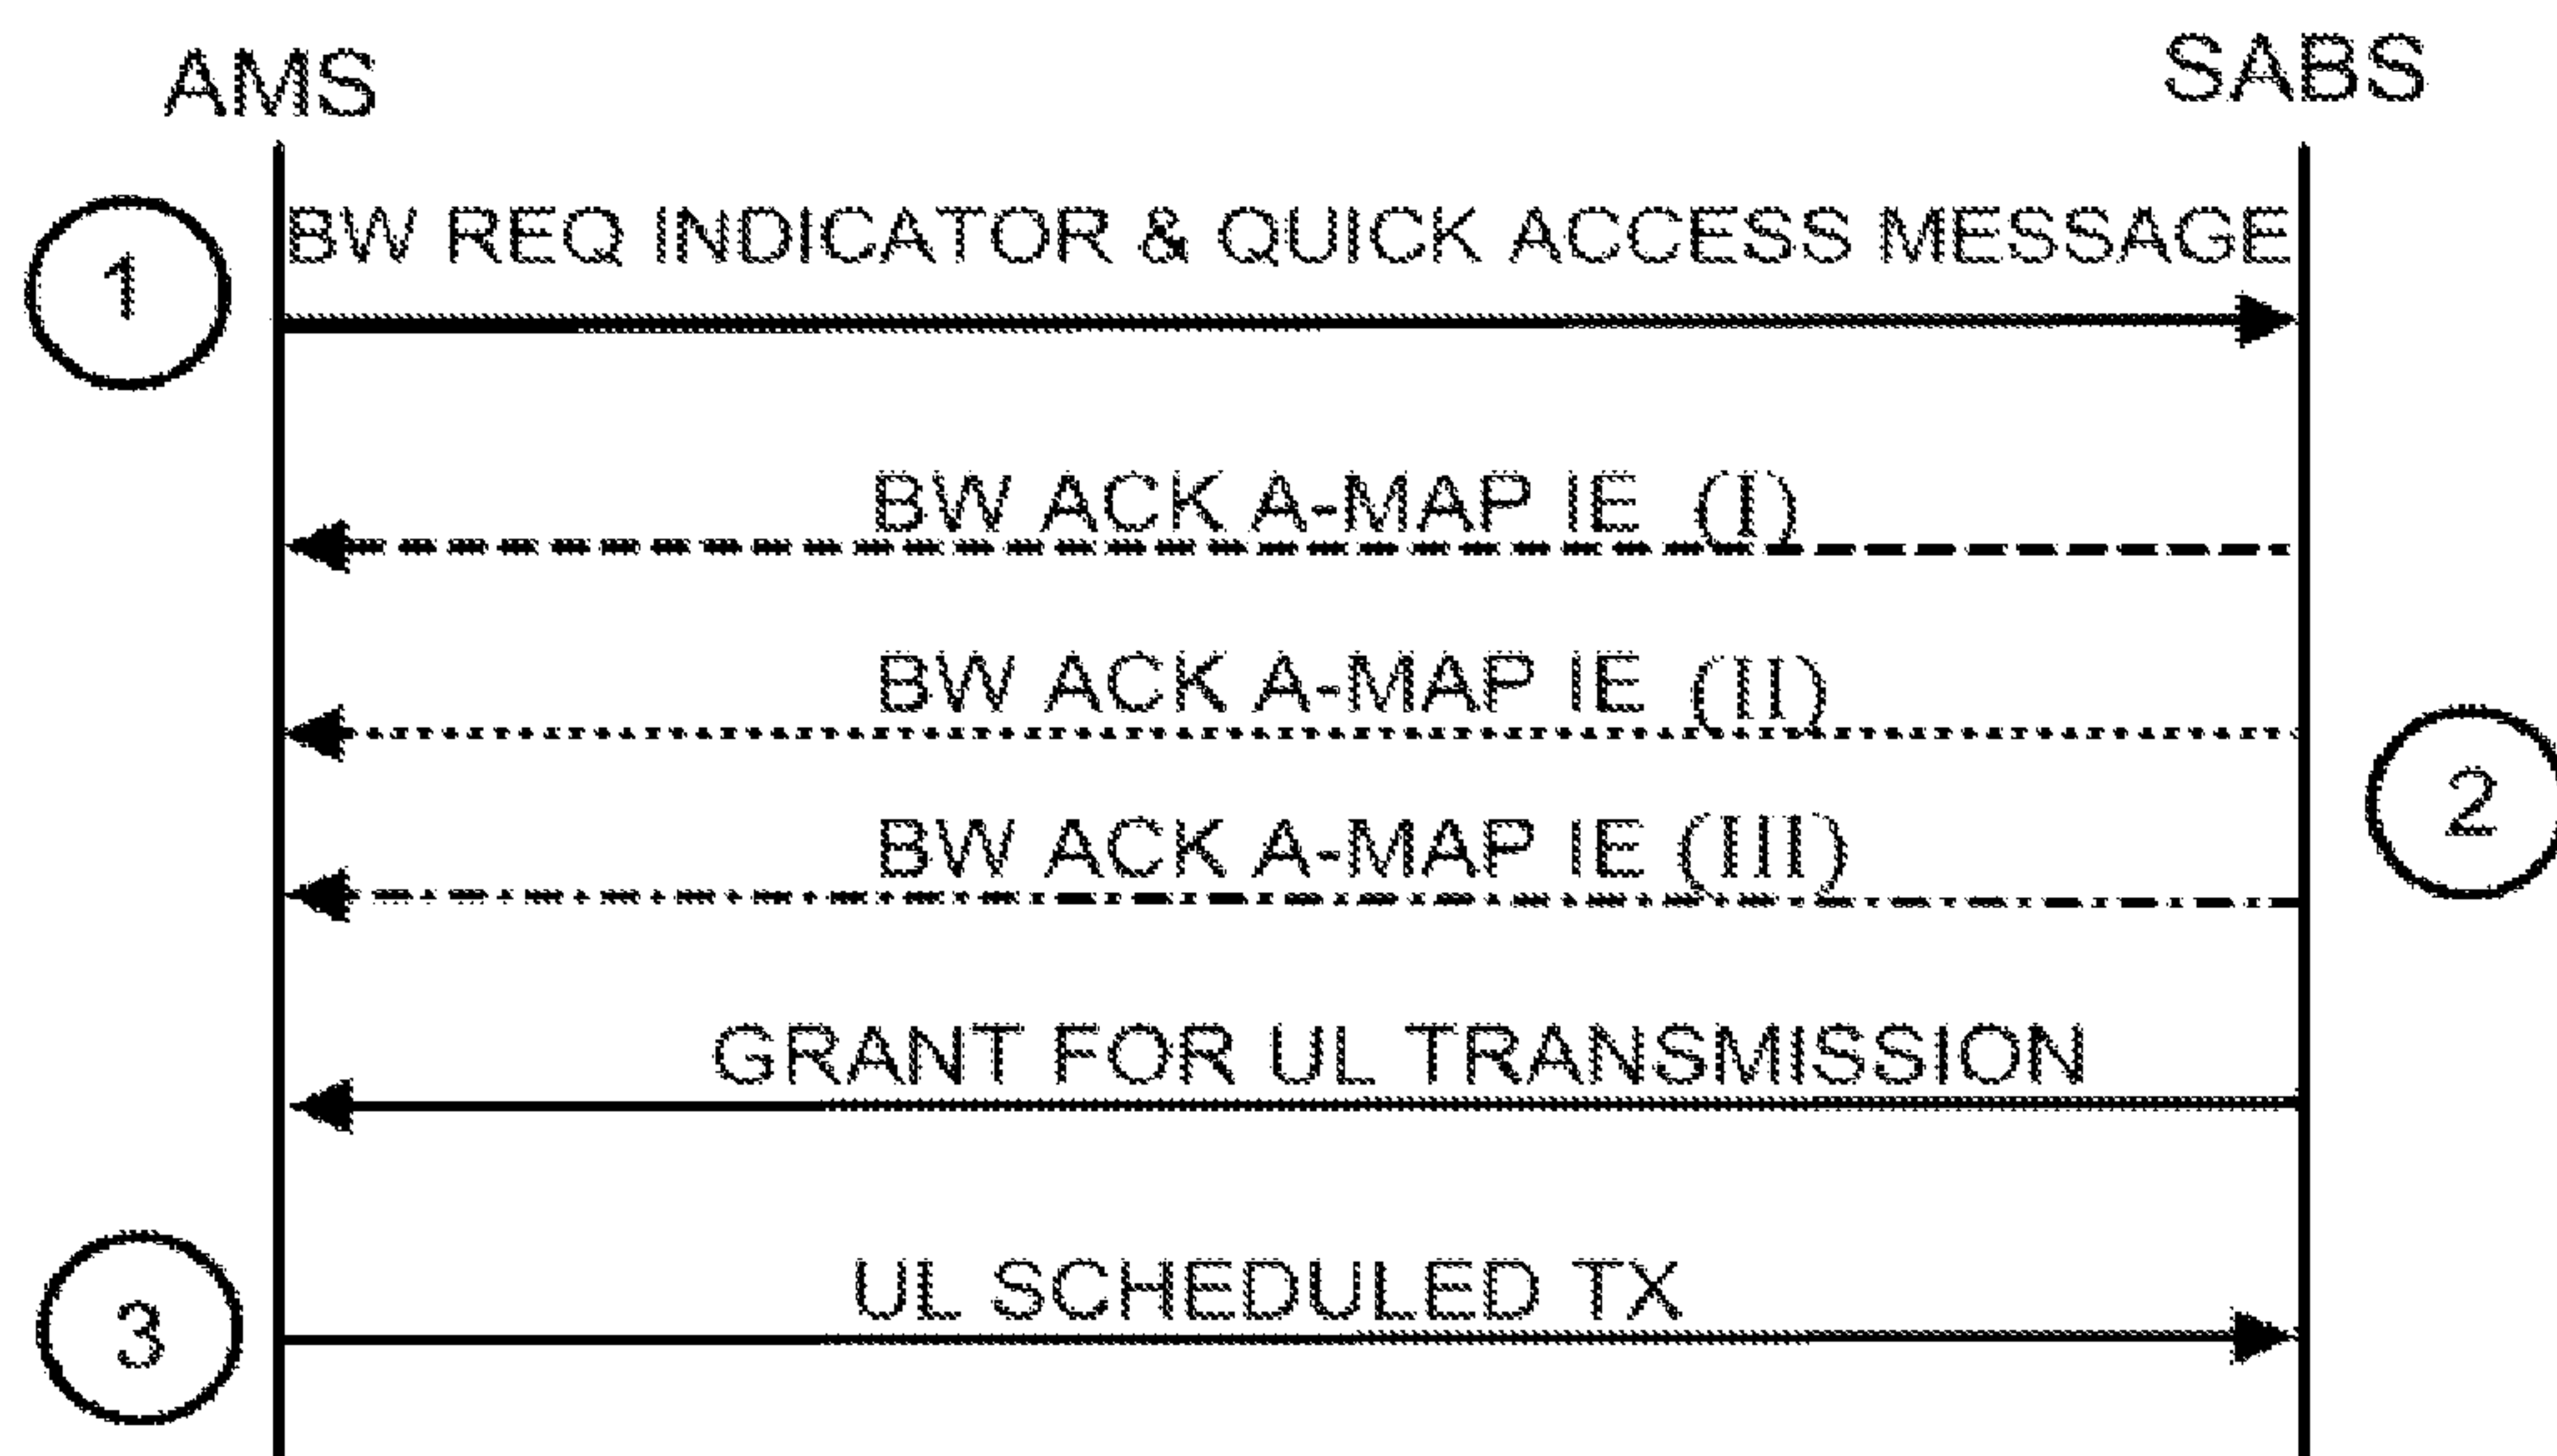 AMS SABS
1 BW REQ INDICATOR & QUICK ACCESS MESSAGE
BW ACK A-MAP IE (I)
BW ACK A-MAP IE (II)
2
BW ACK A-MAP IE (III)
GRANT FOR UL TRANSMISSION
3 UL SCHEDULED TX